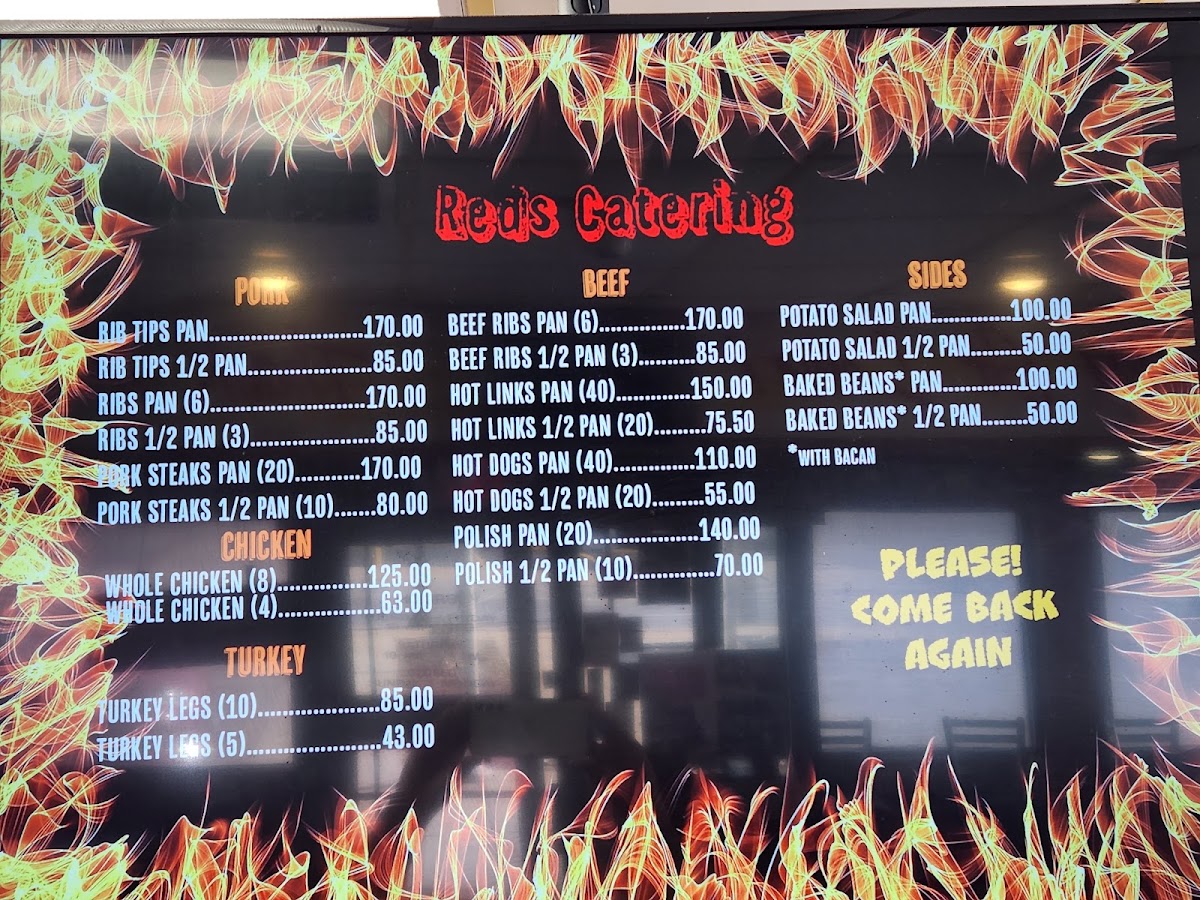 Reds Catering
PORK
RIB TIPS PAN......................170.00
RIB TIPS 1/2 PAN..................85.00
RIBS PAN (6)......................170.00
RIBS 1/2 PAN (3)..................85.00
PORK STEAKS PAN (20)............170.00
PORK STEAKS 1/2 PAN (10).......80.00
CHICKEN
WHOLE CHICKEN (8)..............125.00
WHOLE CHICKEN (4)................63.00
TURKEY
TURKEY LEGS (10)....................85.00
TURKEY LEGS (5)......................43.00
BEEF
BEEF RIBS PAN (6)...............170.00
BEEF RIBS 1/2 PAN (3)..........85.00
HOT LINKS PAN (40).............150.00
HOT LINKS 1/2 PAN (20).........75.50
HOT DOGS PAN (40)..............110.00
HOT DOGS 1/2 PAN (20).........55.00
POLISH PAN (20)...................140.00
POLISH 1/2 PAN (10)..............70.00
SIDES
POTATO SALAD PAN..............100.00
POTATO SALAD 1/2 PAN.........50.00
BAKED BEANS* PAN.............100.00
BAKED BEANS* 1/2 PAN........50.00
*WITH BACAN
PLEASE!
COME BACK
AGAIN